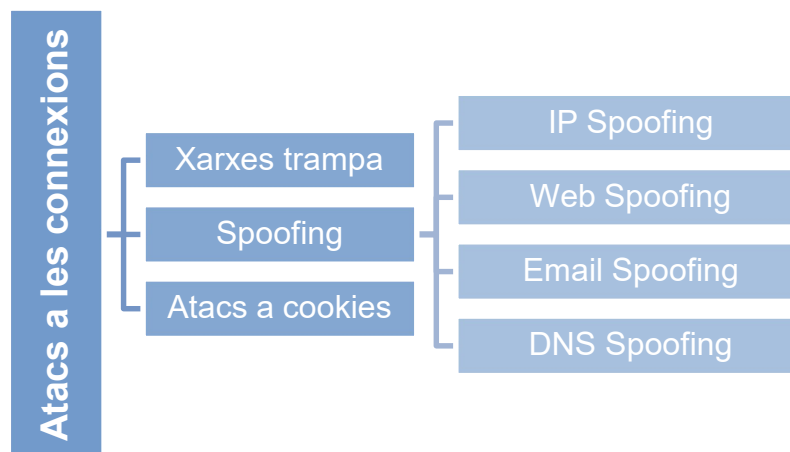 Atacs a les connexions
Xarxes trampa
Spoofing
Atacs a cookies
IP Spoofing
Web Spoofing
Email Spoofing
DNS Spoofing